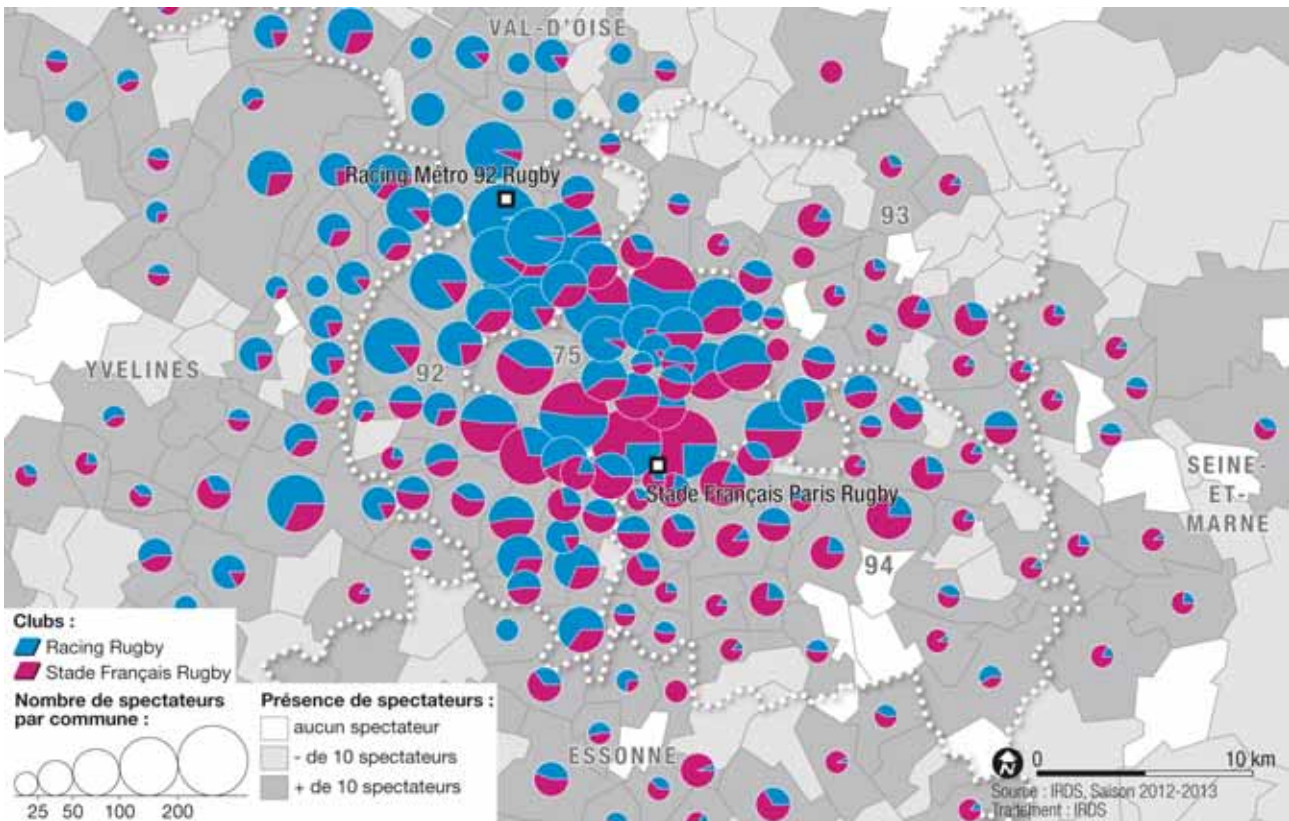 VAL-D'OISE
Racing Métro 92 Rugby
93
YVELINES
92
75
SEINE-
ET-
MARNE
Stade Français Paris Rugby
94
ESSONNE
Clubs :
Racing Rugby
Stade Français Rugby
Nombre de spectateurs
par commune :
25 50 100 200
Présence de spectateurs :
aucun spectateur
- de 10 spectateurs
+ de 10 spectateurs
N
0 10 km
Source : IRDS, Saison 2012-2013
Traitement : IRDS